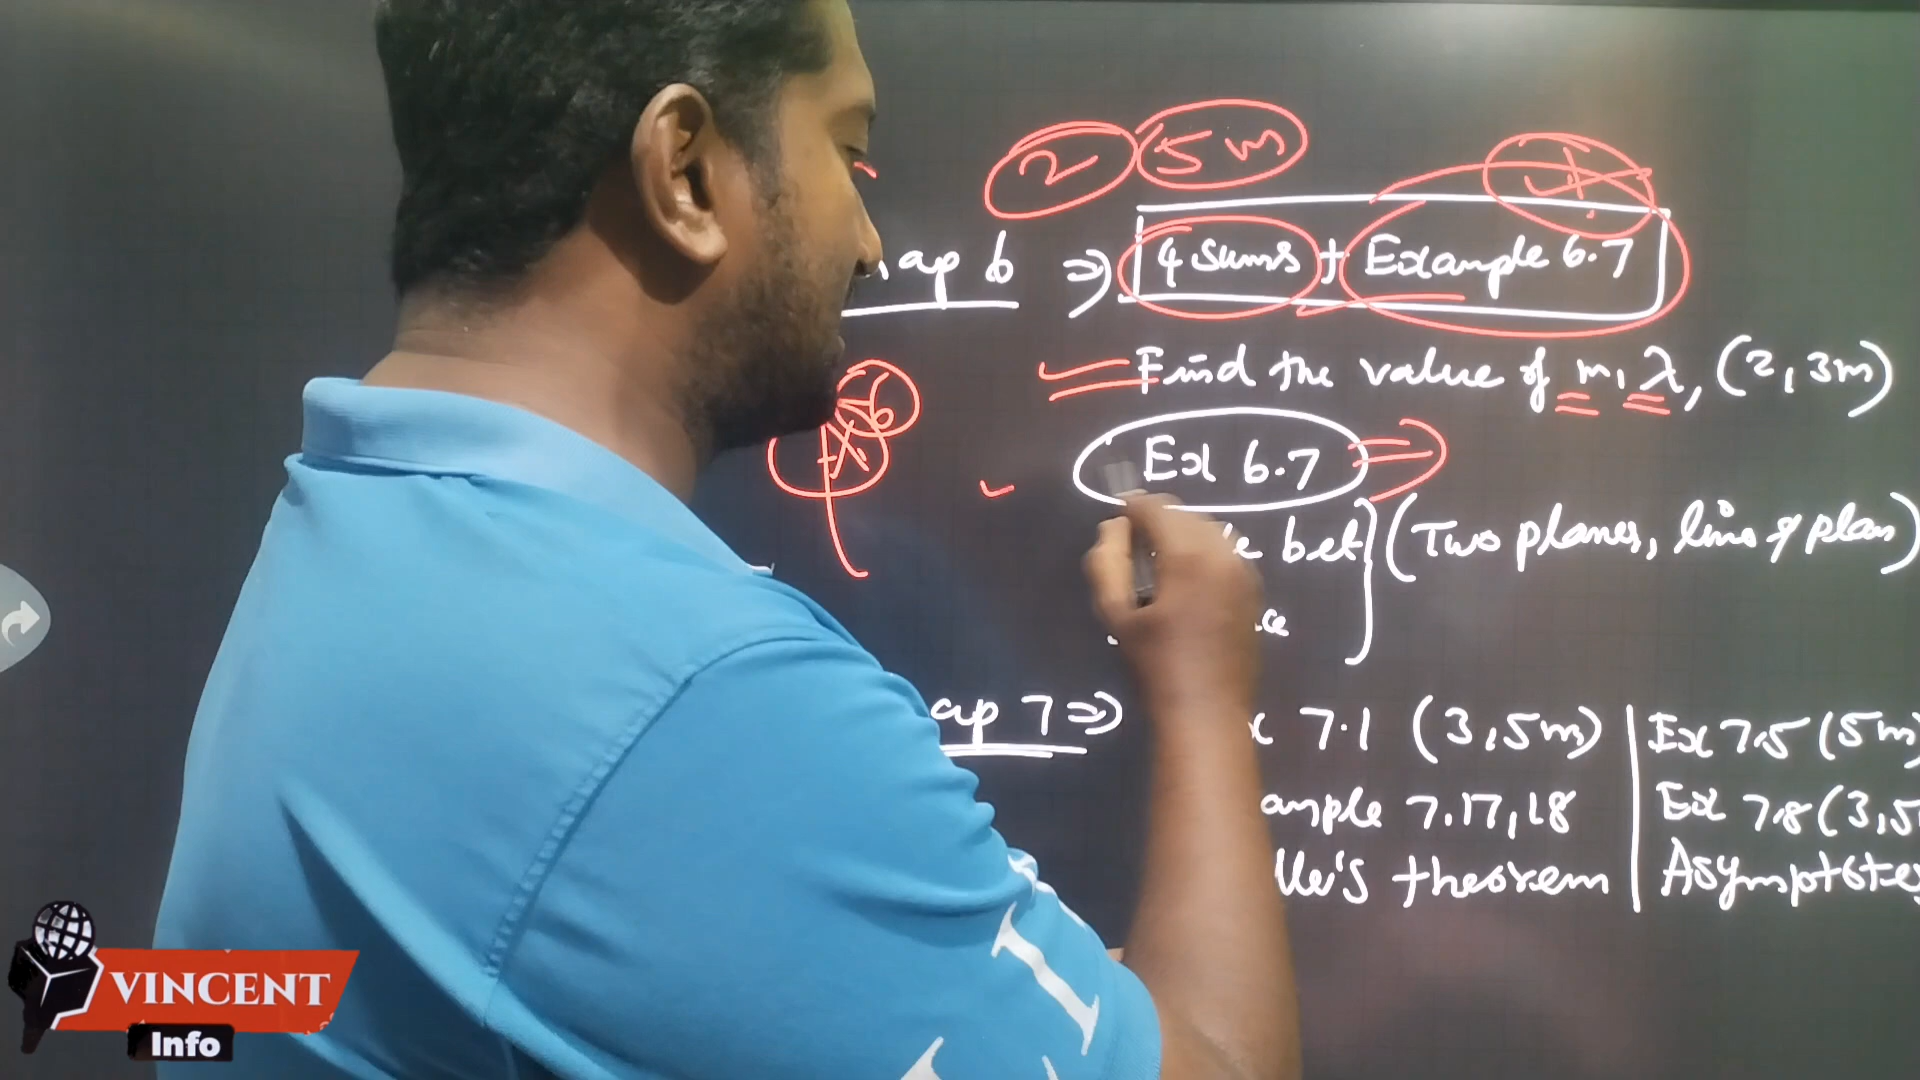 2 5m
ap 6 ⇒ 4 sums + Example 6.7
Find the value of m, λ, (2, 3m)
Ex 6.7
bet (Two planes, line & plan)
ce
ap 7 ⇒ x 7.1 (3,5m) | Ex 7.5 (5m)
ample 7.17,18 | Ex 7.8 (3,5
lle's theorem | Asymptotes
I
VINCENT
Info